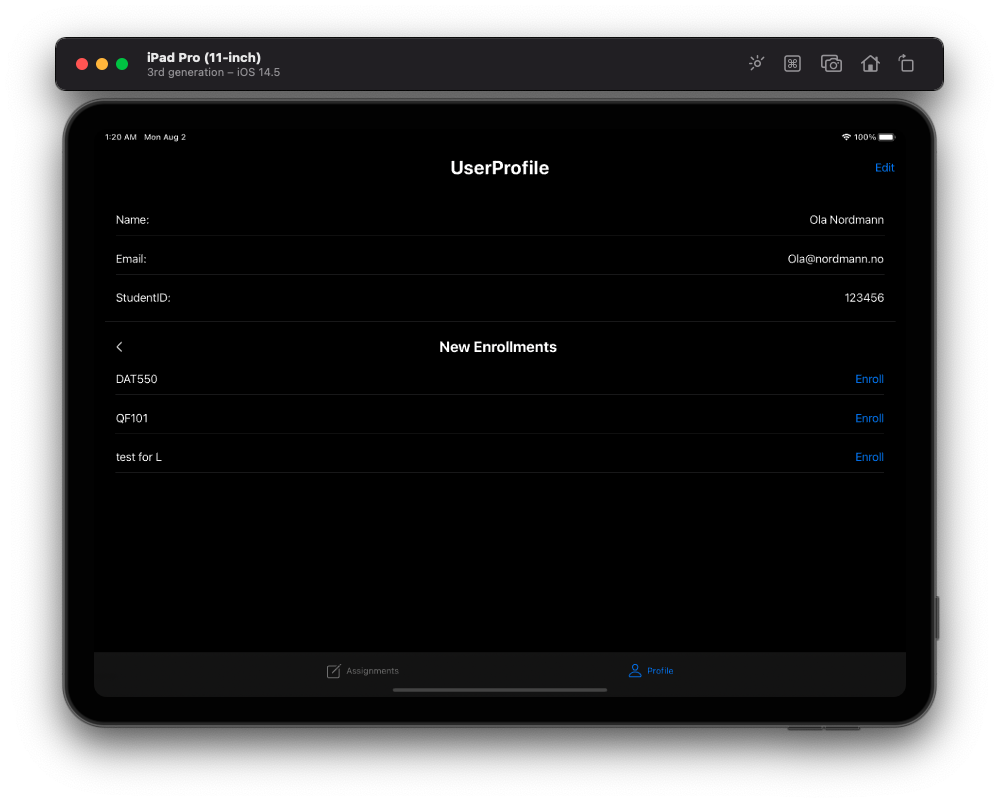 iPad Pro (11-inch)
3rd generation – iOS 14.5
1:20 AM Mon Aug 2 100%
UserProfile Edit
Name: Ola Nordmann
Email: Ola@nordmann.no
StudentID: 123456
New Enrollments
DAT550 Enroll
QF101 Enroll
test for L Enroll
Assignments Profile